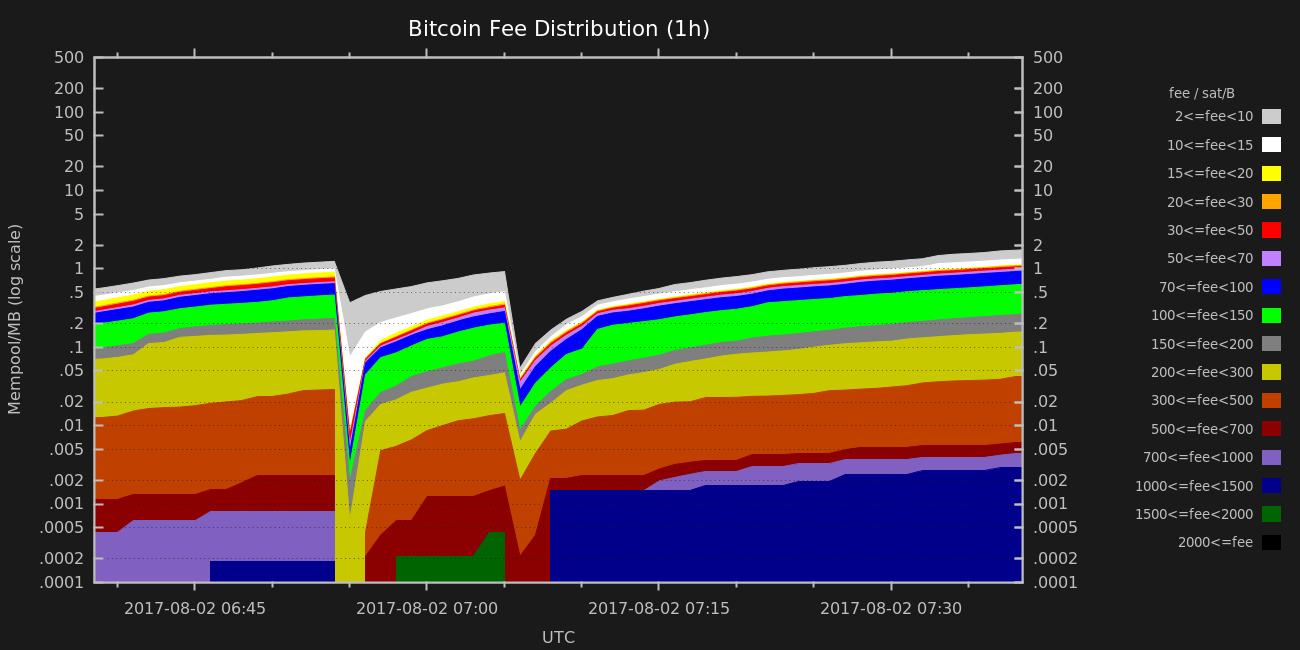 Bitcoin Fee Distribution (1h)
500 500
200 200
100 100
50 50
20 20
10 10
5 5
2 2
1 1
.5 .5
.2 .2
.1 .1
.05 .05
.02 .02
.01 .01
.005 .005
.002 .002
.001 .001
.0005 .0005
.0002 .0002
.0001 .0001
Mempool/MB (log scale)
2017-08-02 06:45 2017-08-02 07:00 2017-08-02 07:15 2017-08-02 07:30
UTC
fee / sat/B
2<=fee<10
10<=fee<15
15<=fee<20
20<=fee<30
30<=fee<50
50<=fee<70
70<=fee<100
100<=fee<150
150<=fee<200
200<=fee<300
300<=fee<500
500<=fee<700
700<=fee<1000
1000<=fee<1500
1500<=fee<2000
2000<=fee